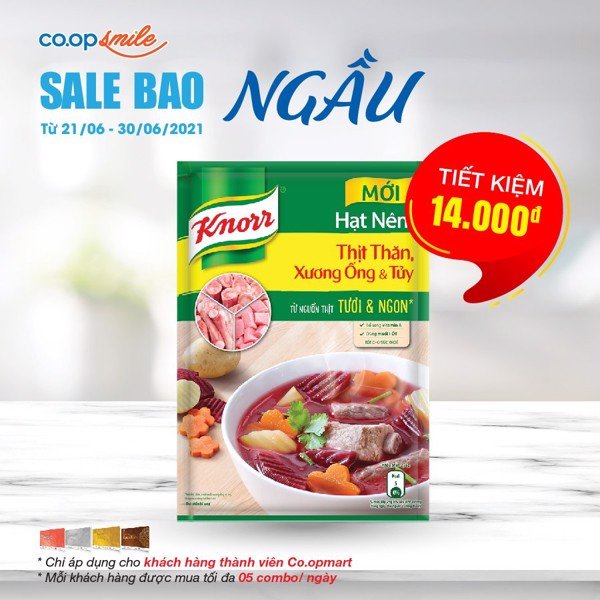 co.opsmile
SALE BAO NGẦU
Từ 21/06 - 30/06/2021
TIẾT KIỆM
14.000đ
MỚI
Knorr
Hạt Nêm
Thịt Thăn,
Xương Ống & Tủy
TỪ NGUỒN THỊT TƯƠI & NGON*
* Chỉ áp dụng cho khách hàng thành viên Co.opmart
* Mỗi khách hàng được mua tối đa 05 combo/ ngày